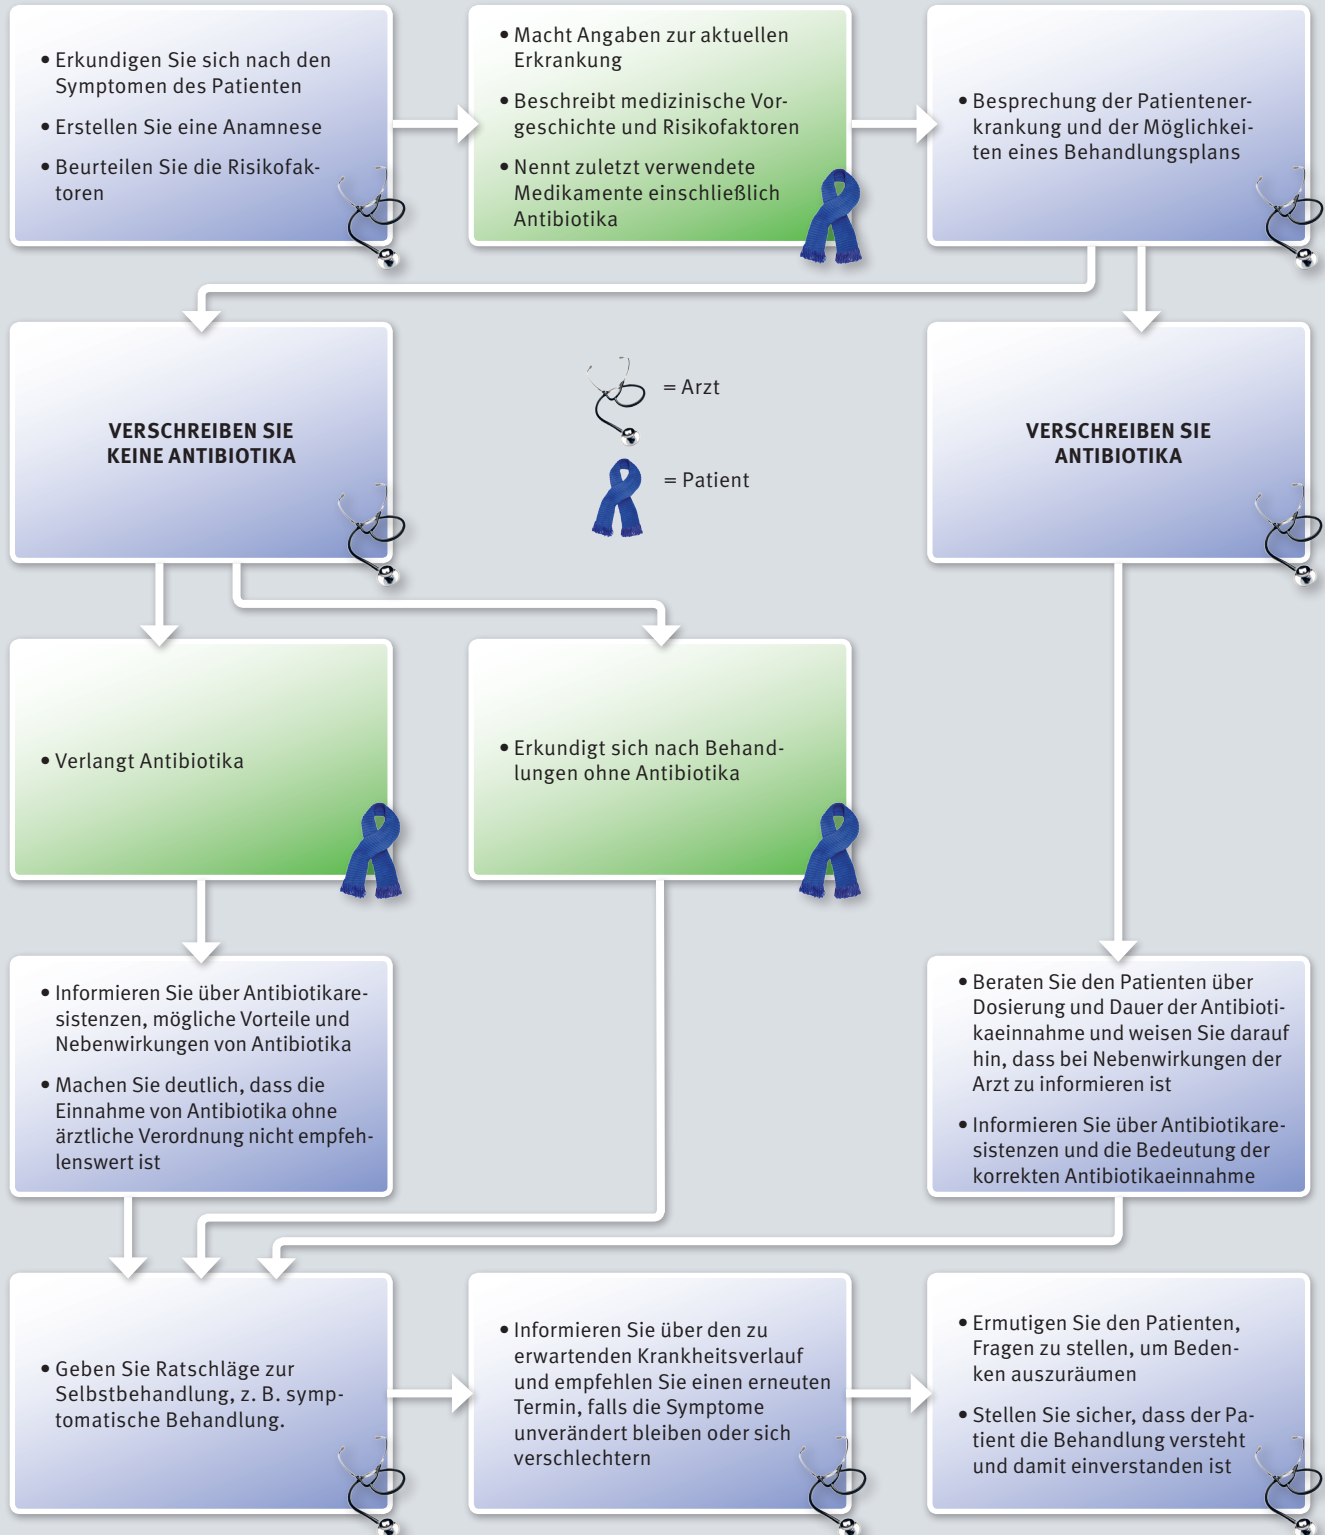 • Erkundigen Sie sich nach den
Symptomen des Patienten
• Erstellen Sie eine Anamnese
• Beurteilen Sie die Risikofak-
toren
• Macht Angaben zur aktuellen
Erkrankung
• Beschreibt medizinische Vor-
geschichte und Risikofaktoren
• Nennt zuletzt verwendete
Medikamente einschließlich
Antibiotika
• Besprechung der Patientener-
krankung und der Möglichkei-
ten eines Behandlungsplans
VERSCHREIBEN SIE
KEINE ANTIBIOTIKA
= Arzt
= Patient
VERSCHREIBEN SIE
ANTIBIOTIKA
• Verlangt Antibiotika
• Erkundigt sich nach Behand-
lungen ohne Antibiotika
• Informieren Sie über Antibiotikare-
sistenzen, mögliche Vorteile und
Nebenwirkungen von Antibiotika
• Machen Sie deutlich, dass die
Einnahme von Antibiotika ohne
ärztliche Verordnung nicht empfeh-
lenswert ist
• Beraten Sie den Patienten über
Dosierung und Dauer der Antibioti-
kaeinnahme und weisen Sie darauf
hin, dass bei Nebenwirkungen der
Arzt zu informieren ist
• Informieren Sie über Antibiotikare-
sistenzen und die Bedeutung der
korrekten Antibiotikaeinnahme
• Geben Sie Ratschläge zur
Selbstbehandlung, z. B. symp-
tomatische Behandlung.
• Informieren Sie über den zu
erwartenden Krankheitsverlauf
und empfehlen Sie einen erneuten
Termin, falls die Symptome
unverändert bleiben oder sich
verschlechtern
• Ermutigen Sie den Patienten,
Fragen zu stellen, um Beden-
ken auszuräumen
• Stellen Sie sicher, dass der Pa-
tient die Behandlung versteht
und damit einverstanden ist